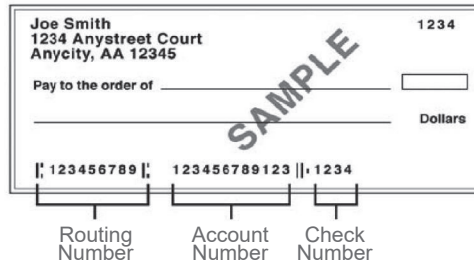 Joe Smith 1234
1234 Anystreet Court
Anycity, AA 12345
Pay to the order of
SAMPLE
Dollars
⑆123456789⑆ 123456789123⑈ 1234
Routing Number
Account Number
Check Number